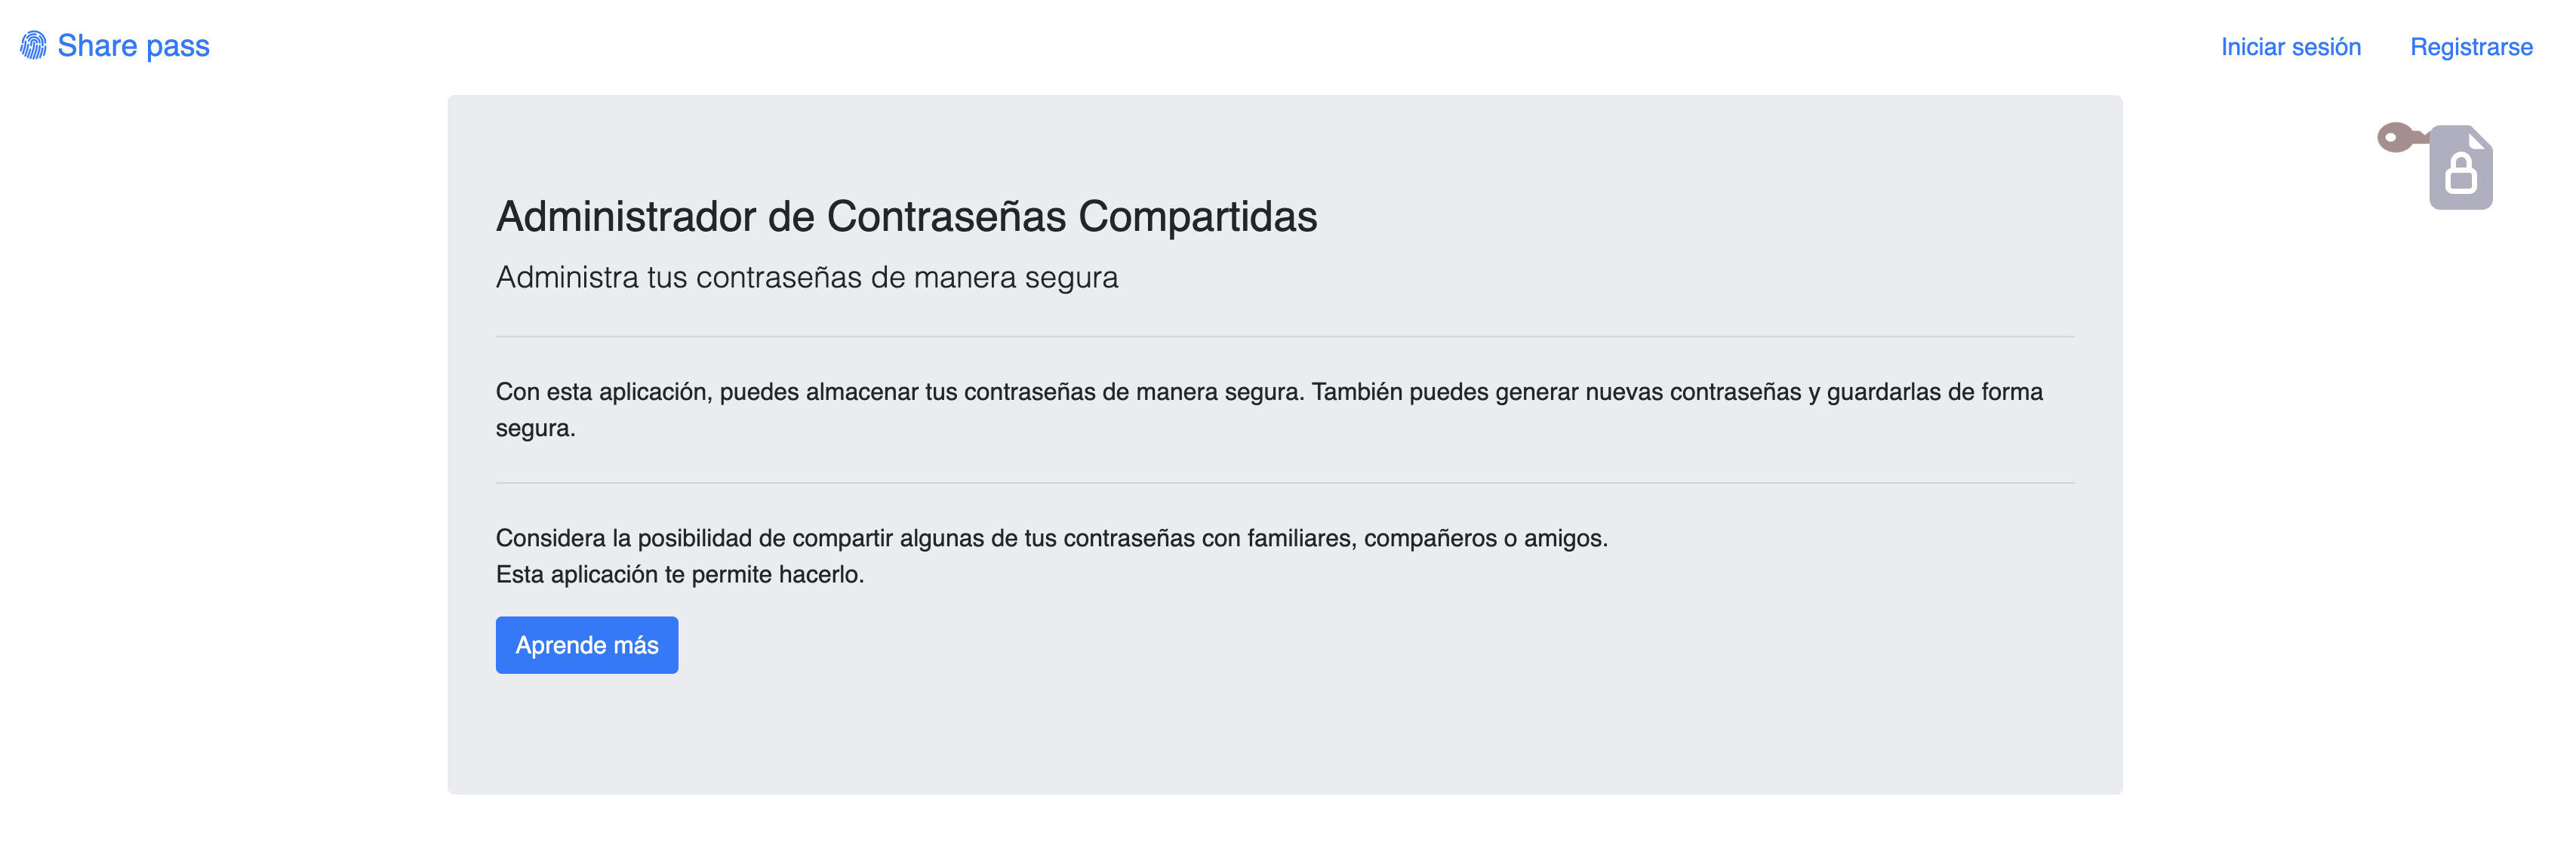 Share pass
Iniciar sesión
Registrarse
Administrador de Contraseñas Compartidas
Administra tus contraseñas de manera segura
Con esta aplicación, puedes almacenar tus contraseñas de manera segura. También puedes generar nuevas contraseñas y guardarlas de forma
segura.
Considera la posibilidad de compartir algunas de tus contraseñas con familiares, compañeros o amigos.
Esta aplicación te permite hacerlo.
Aprende más